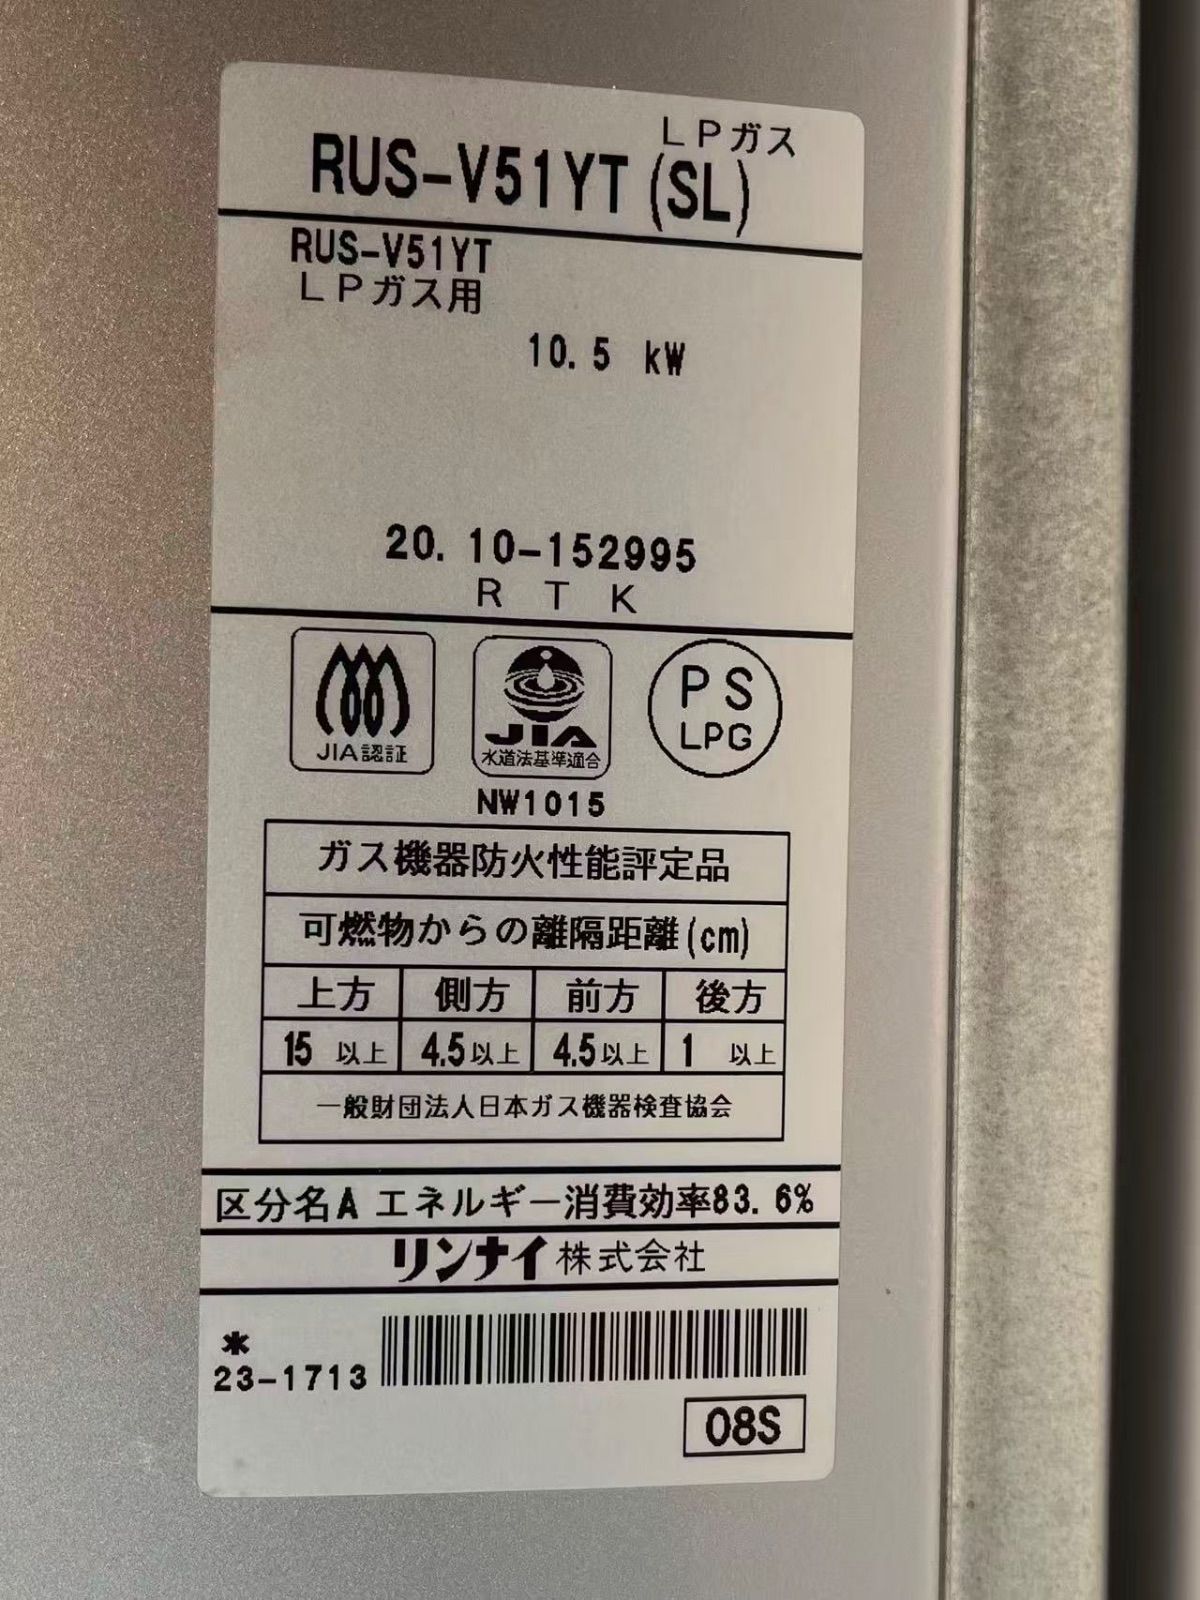 LPガス
RUS-V51YT(SL)
RUS-V51YT
LPガス用
10.5 kW
20.10-152995
R T K
JIA認証
JIA
水道法基準適合
PS
LPG
NW1015
ガス機器防火性能評定品
可燃物からの離隔距離(cm)
上方 側方 前方 後方
15 以上 4.5以上 4.5以上 1 以上
一般財団法人日本ガス機器検査協会
区分名A エネルギー消費効率83.6%
リンナイ株式会社
*
23-1713
08S